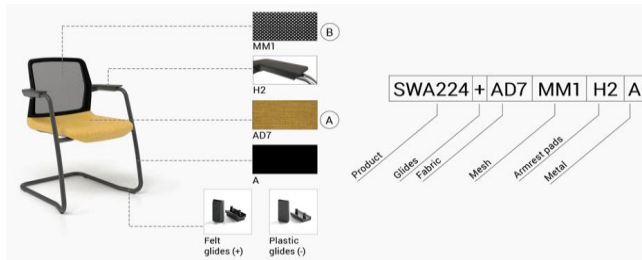 B
MM1
H2
A
AD7
A
Felt
glides (+)
Plastic
glides (-)
SWA224 + AD7 MM1 H2 A
Product
Glides
Fabric
Mesh
Armrest pads
Metal